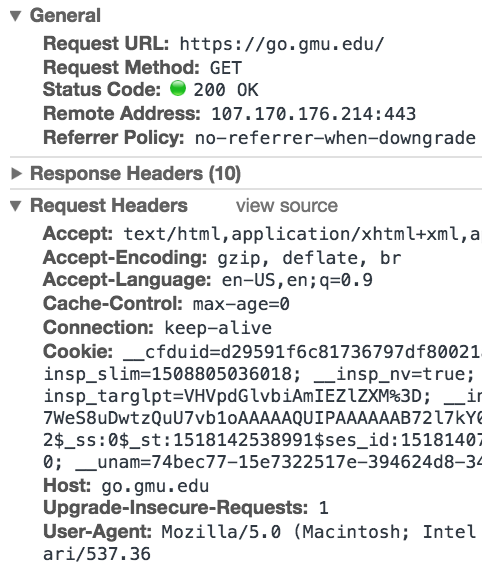 General
Request URL: https://go.gmu.edu/
Request Method: GET
Status Code: 200 OK
Remote Address: 107.170.176.214:443
Referrer Policy: no-referrer-when-downgrade
Response Headers (10)
Request Headers view source
Accept: text/html,application/xhtml+xml,a
Accept-Encoding: gzip, deflate, br
Accept-Language: en-US,en;q=0.9
Cache-Control: max-age=0
Connection: keep-alive
Cookie: __cfduid=d29591f6c81736797df80021
insp_slim=1508805036018; __insp_nv=true;
insp_targlpt=VHVpdGlvbiAmIEZlZXM%3D; __in
7WeS8uDwtzQuU7vb1oAAAAAQUIPAAAAAAB72l7kY0
2$_ss:0$_st:1518142538991$ses_id:15181407
0; __unam=74bec77-15e7322517e-394624d8-34
Host: go.gmu.edu
Upgrade-Insecure-Requests: 1
User-Agent: Mozilla/5.0 (Macintosh; Intel
ari/537.36